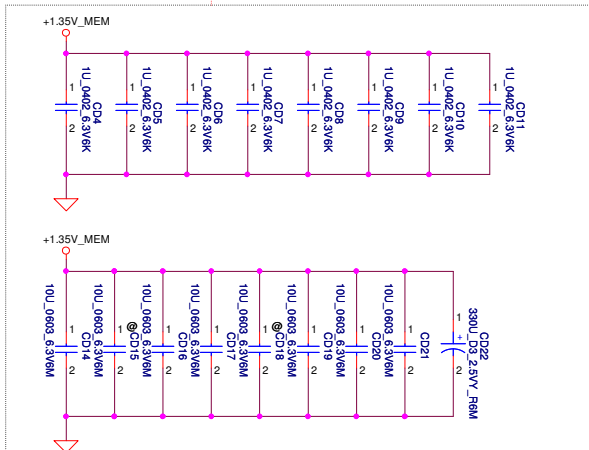 +1.35V_MEM
1
2
1U_0402_6.3V6K
CD4
1
2
1U_0402_6.3V6K
CD5
1
2
1U_0402_6.3V6K
CD6
1
2
1U_0402_6.3V6K
CD7
1
2
1U_0402_6.3V6K
CD8
1
2
1U_0402_6.3V6K
CD9
1
2
1U_0402_6.3V6K
CD10
1
2
1U_0402_6.3V6K
CD11
+1.35V_MEM
10U_0603_6.3V6M
1
2
CD14
10U_0603_6.3V6M
1
2
@CD15
10U_0603_6.3V6M
1
2
CD16
10U_0603_6.3V6M
1
2
CD17
10U_0603_6.3V6M
1
2
@CD18
10U_0603_6.3V6M
1
2
CD19
10U_0603_6.3V6M
1
2
CD20
10U_0603_6.3V6M
1
2
CD21
1
+
2
330U_D3_2.5VY_R6M
CD22